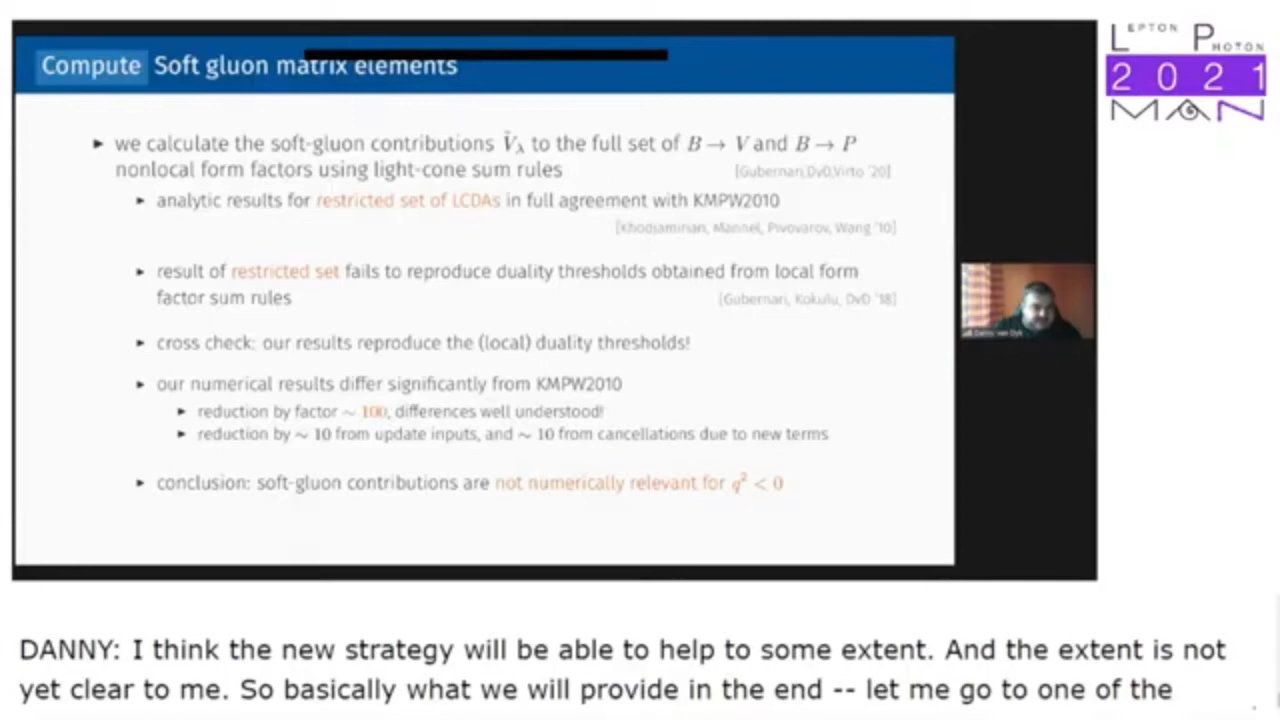 Compute Soft gluon matrix elements
LEPTON PHOTON
2021
MAN
▸ we calculate the soft-gluon contributions Ṽλ to the full set of B → V and B → P
nonlocal form factors using light-cone sum rules [Gubernari,DvD,Virto '20]
▸ analytic results for restricted set of LCDAs in full agreement with KMPW2010
[Khodjamirian, Mannel, Pivovarov, Wang '10]
▸ result of restricted set fails to reproduce duality thresholds obtained from local form
factor sum rules [Gubernari, Kokulu, DvD '18]
▸ cross check: our results reproduce the (local) duality thresholds!
▸ our numerical results differ significantly from KMPW2010
▸ reduction by factor ~ 100, differences well understood!
▸ reduction by ~ 10 from update inputs, and ~ 10 from cancellations due to new terms
▸ conclusion: soft-gluon contributions are not numerically relevant for q² < 0
Danny van Dyk
DANNY: I think the new strategy will be able to help to some extent. And the extent is not
yet clear to me. So basically what we will provide in the end -- let me go to one of the